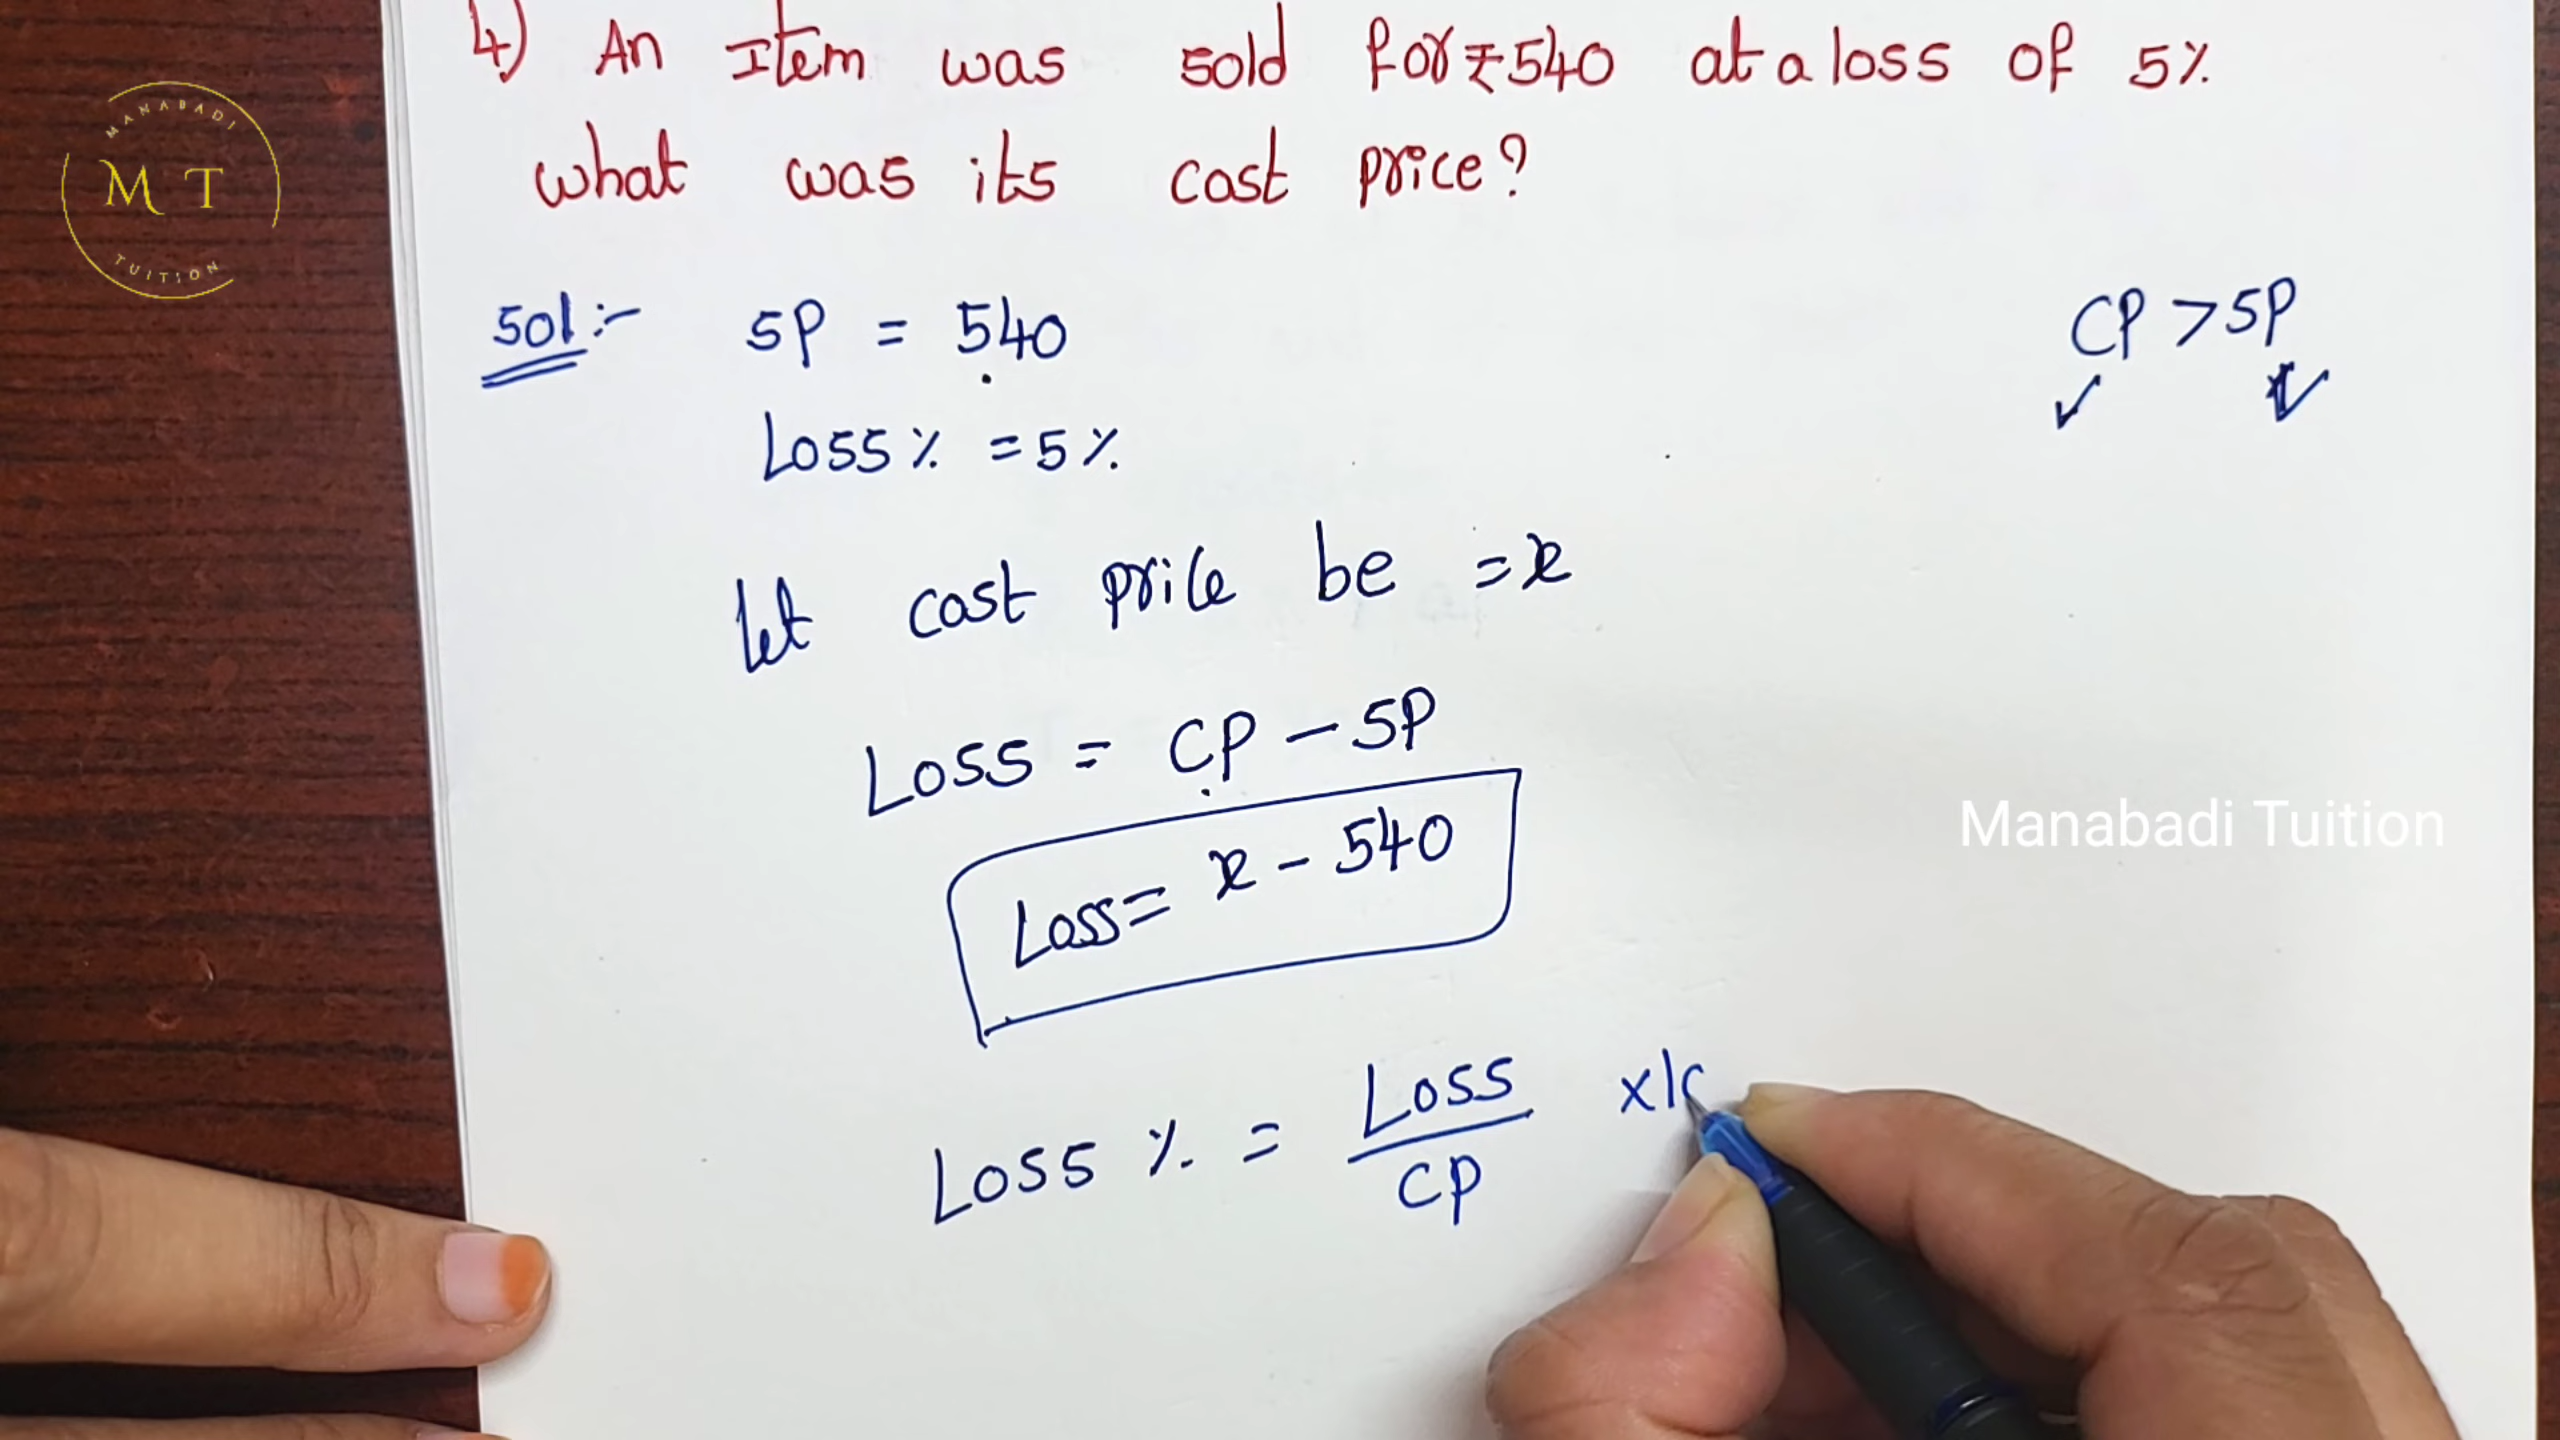 4) An Item was sold for ₹540 at a loss of 5%
what was its cost price?
MANABADI
MT
TUITION
Sol:- SP = 540
CP > SP
Loss% = 5%
let cost price be = x
Loss = CP - SP
Loss = x - 540
Manabadi Tuition
Loss % = Loss/CP x10